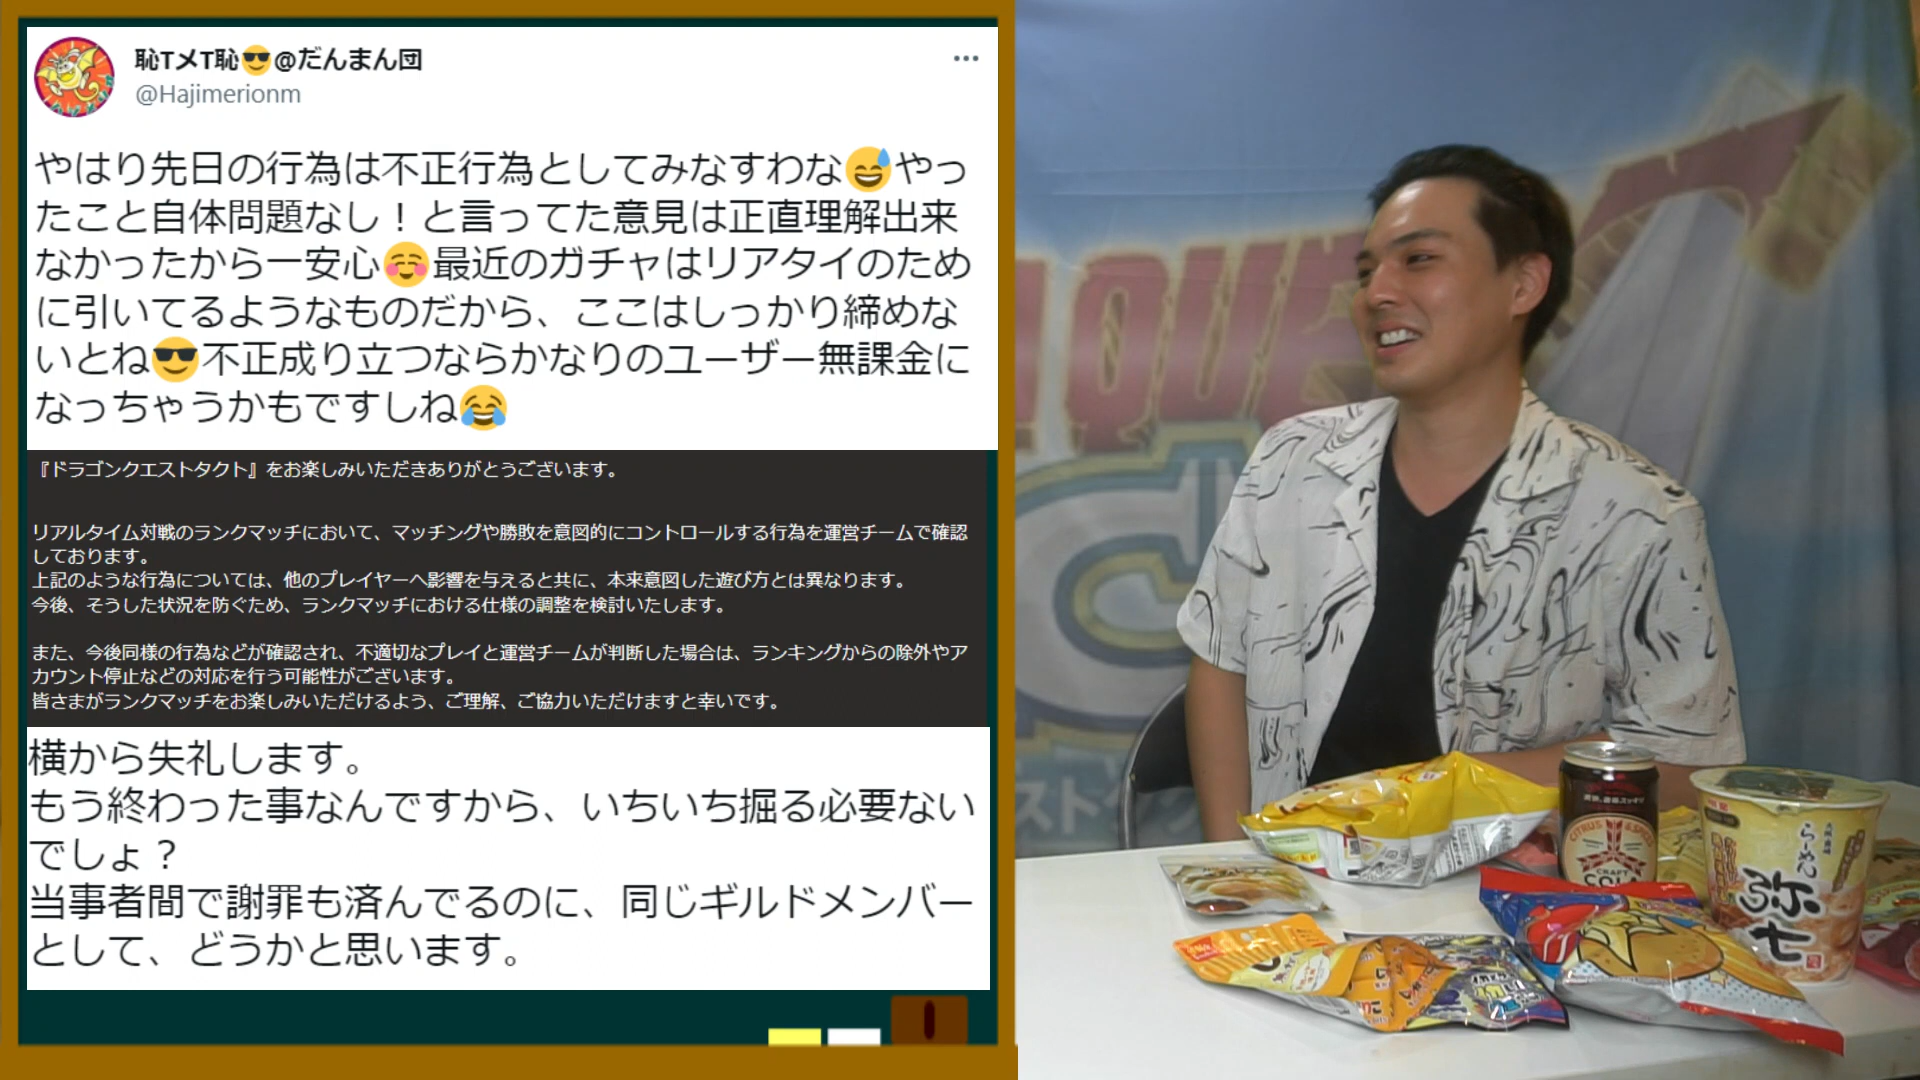 恥TメT恥😎@だんまん団
@Hajimerionm
やはり先日の行為は不正行為としてみなすわな😅やっ
たこと自体問題なし！と言ってた意見は正直理解出来
なかったから一安心☺️最近のガチャはリアタイのため
に引いてるようなものだから、ここはしっかり締めな
いとね😎不正成り立つならかなりのユーザー無課金に
なっちゃうかもですしね😂
『ドラゴンクエストタクト』をお楽しみいただきありがとうございます。
リアルタイム対戦のランクマッチにおいて、マッチングや勝敗を意図的にコントロールする行為を運営チームで確認
しております。
上記のような行為については、他のプレイヤーへ影響を与えると共に、本来意図した遊び方とは異なります。
今後、そうした状況を防ぐため、ランクマッチにおける仕様の調整を検討いたします。
また、今後同様の行為などが確認され、不適切なプレイと運営チームが判断した場合は、ランキングからの除外やア
カウント停止などの対応を行う可能性がございます。
皆さまがランクマッチをお楽しみいただけるよう、ご理解、ご協力いただけますと幸いです。
横から失礼します。
もう終わった事なんですから、いちいち掘る必要ない
でしょ？
当事者間で謝罪も済んでるのに、同じギルドメンバー
として、どうかと思います。
QUE
C
スト
CITRUS & SPICE
CRAFT
COLA
らーめん
弥七